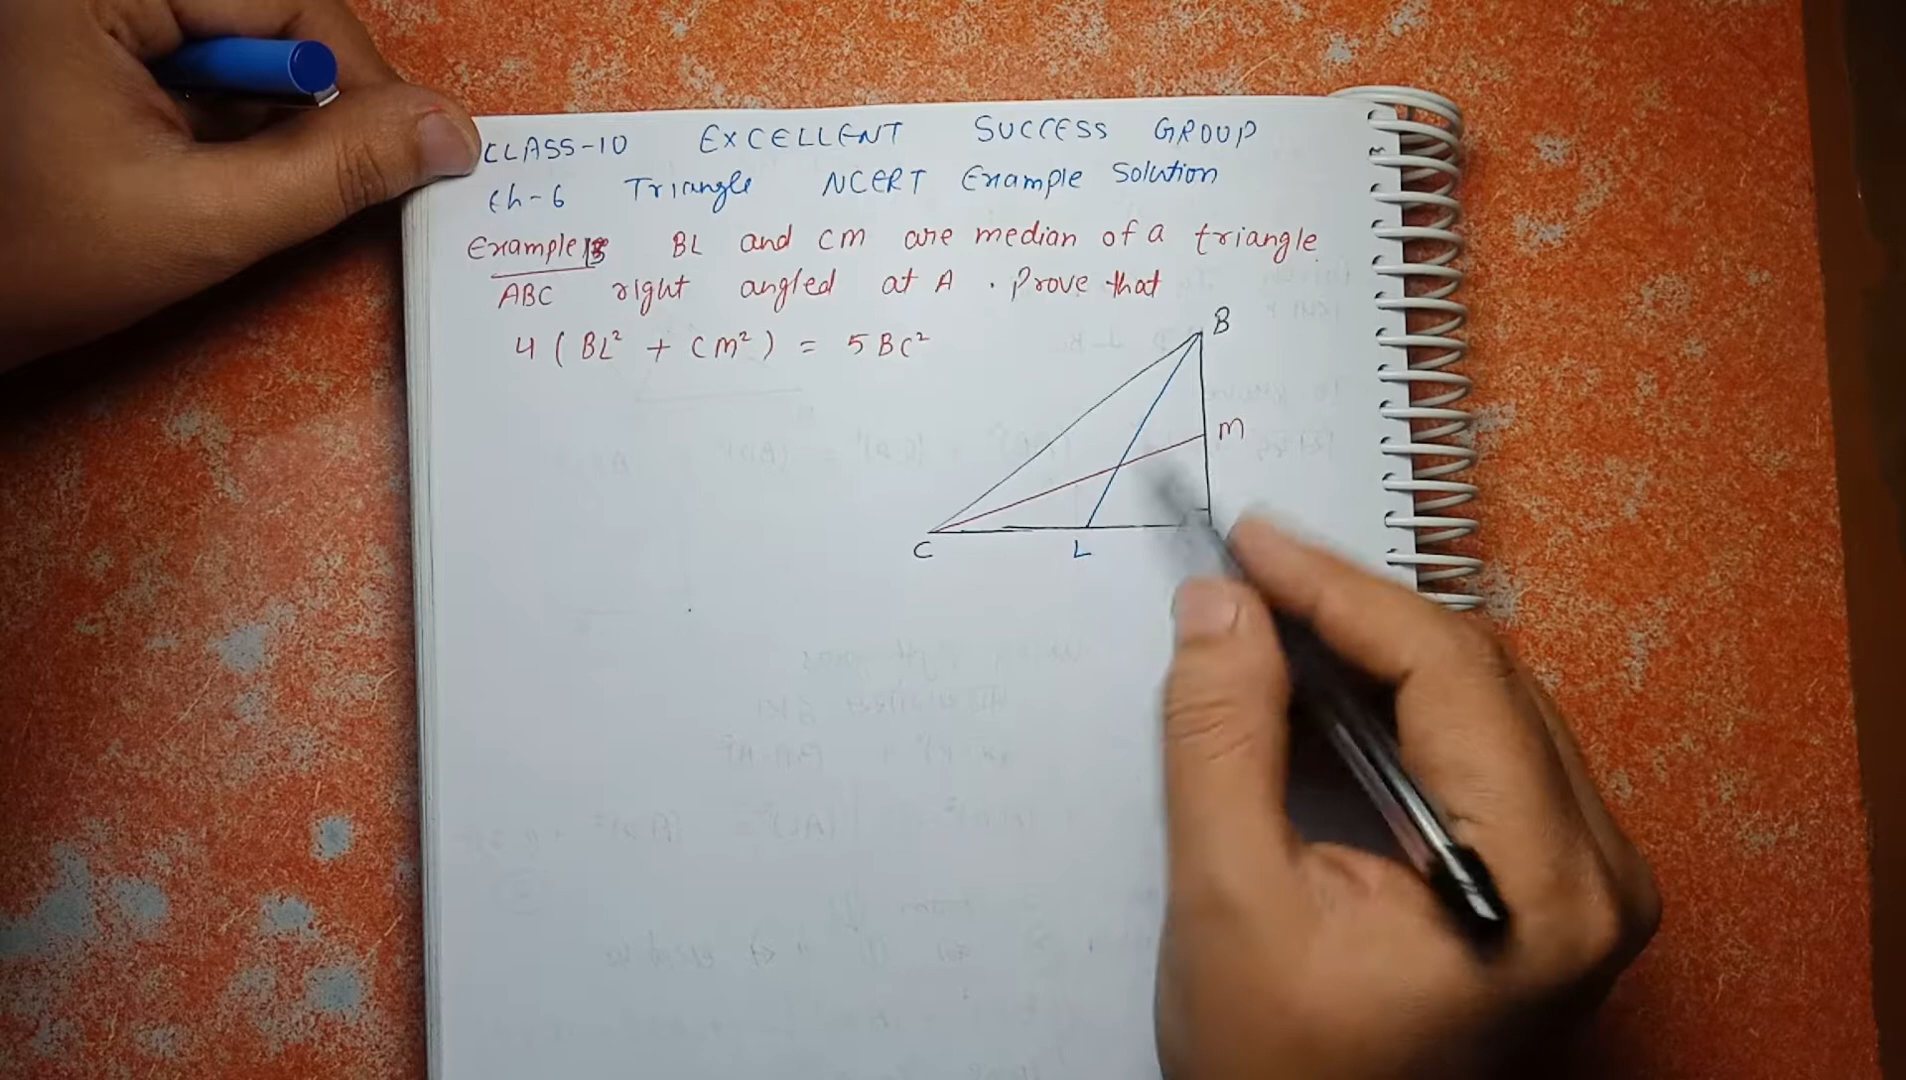 CLASS-10 EXCELLENT SUCCESS GROUP
Ch-6 Triangle NCERT Example Solution
Example 13 BL and CM are median of a triangle
ABC right angled at A. Prove that
4 ( BL² + CM² ) = 5 BC²
B
M
C
L